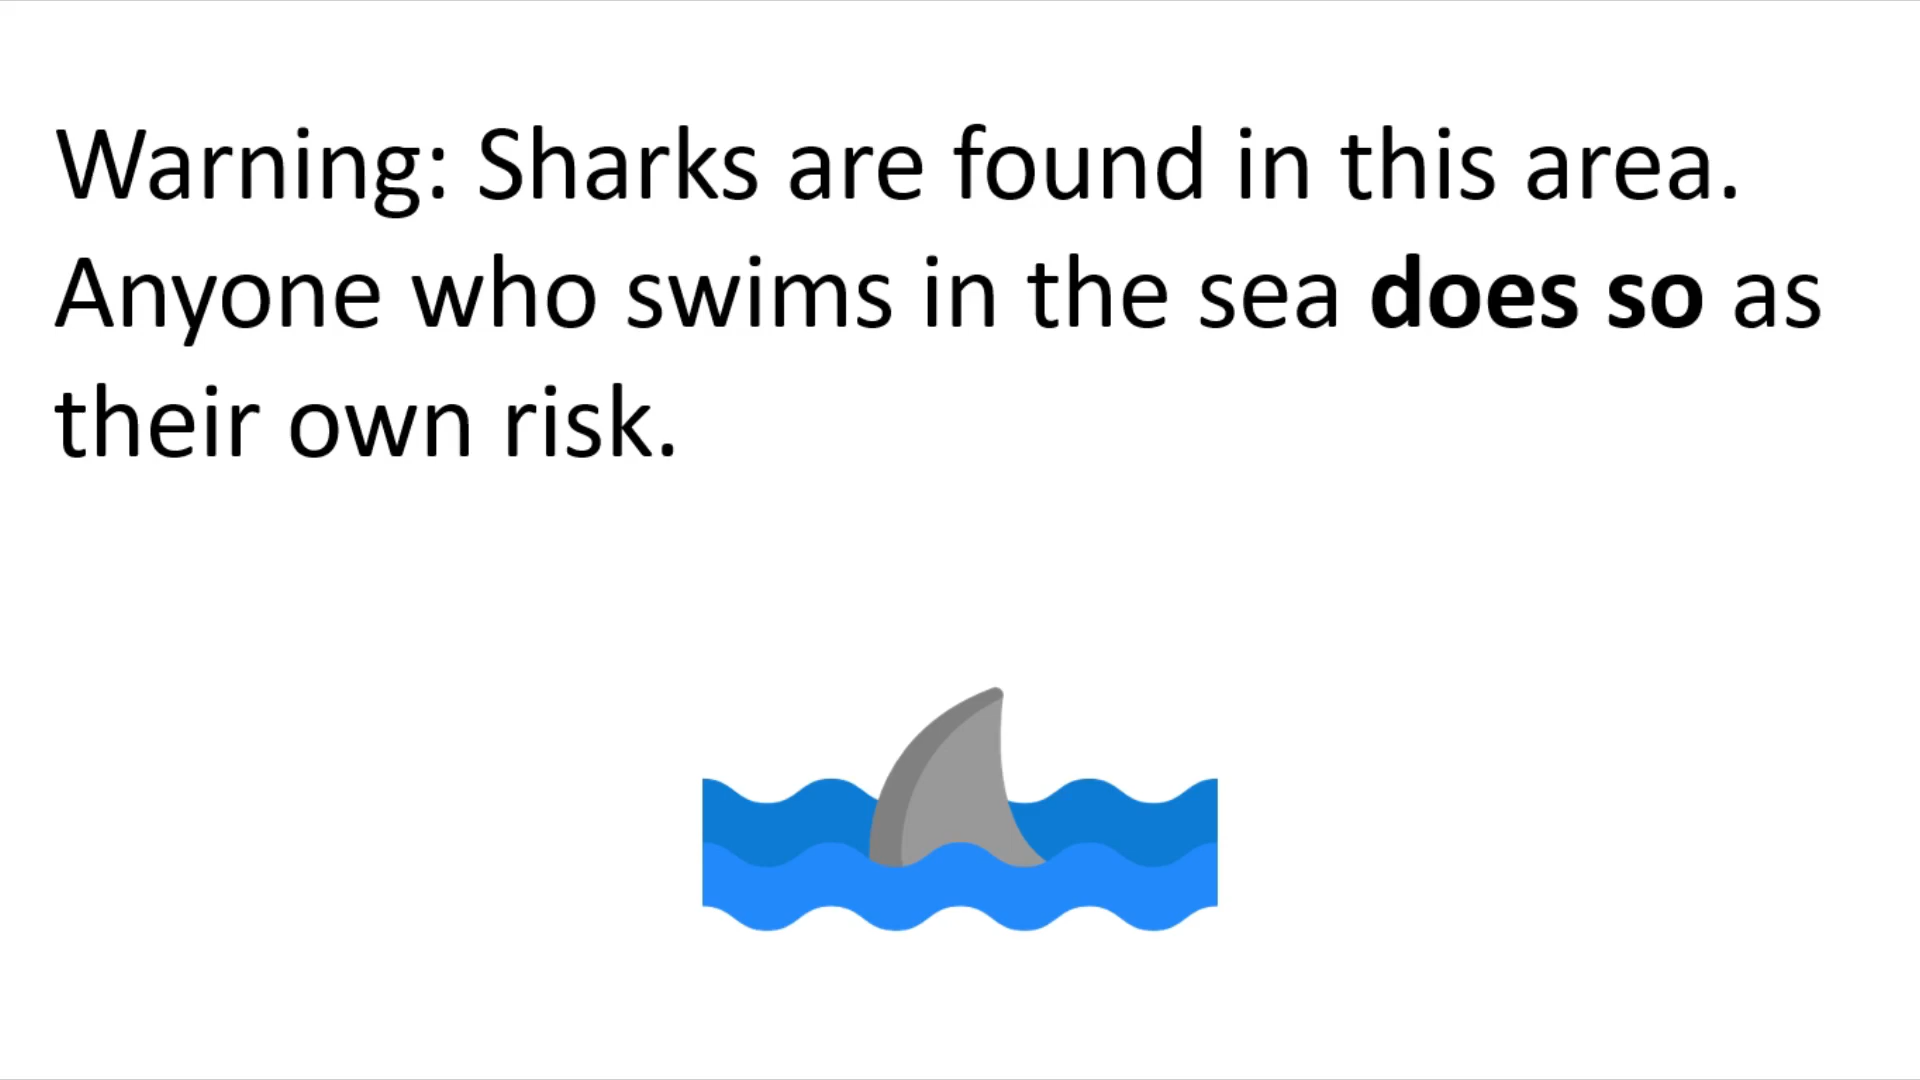 Warning: Sharks are found in this area.
Anyone who swims in the sea does so as
their own risk.